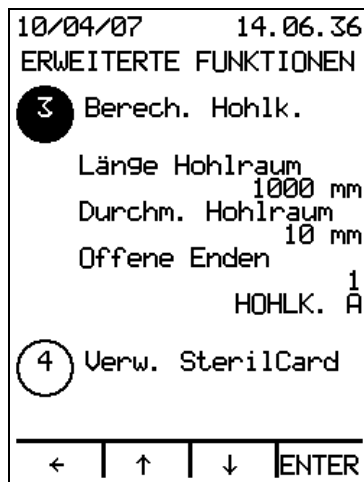 10/04/07 14.06.36
ERWEITERTE FUNKTIONEN
3 Berech. Hohlk.
Länge Hohlraum
1000 mm
Durchm. Hohlraum
10 mm
Offene Enden
1
HOHLK. A
4 Verw. SterilCard
← ↑ ↓ ENTER